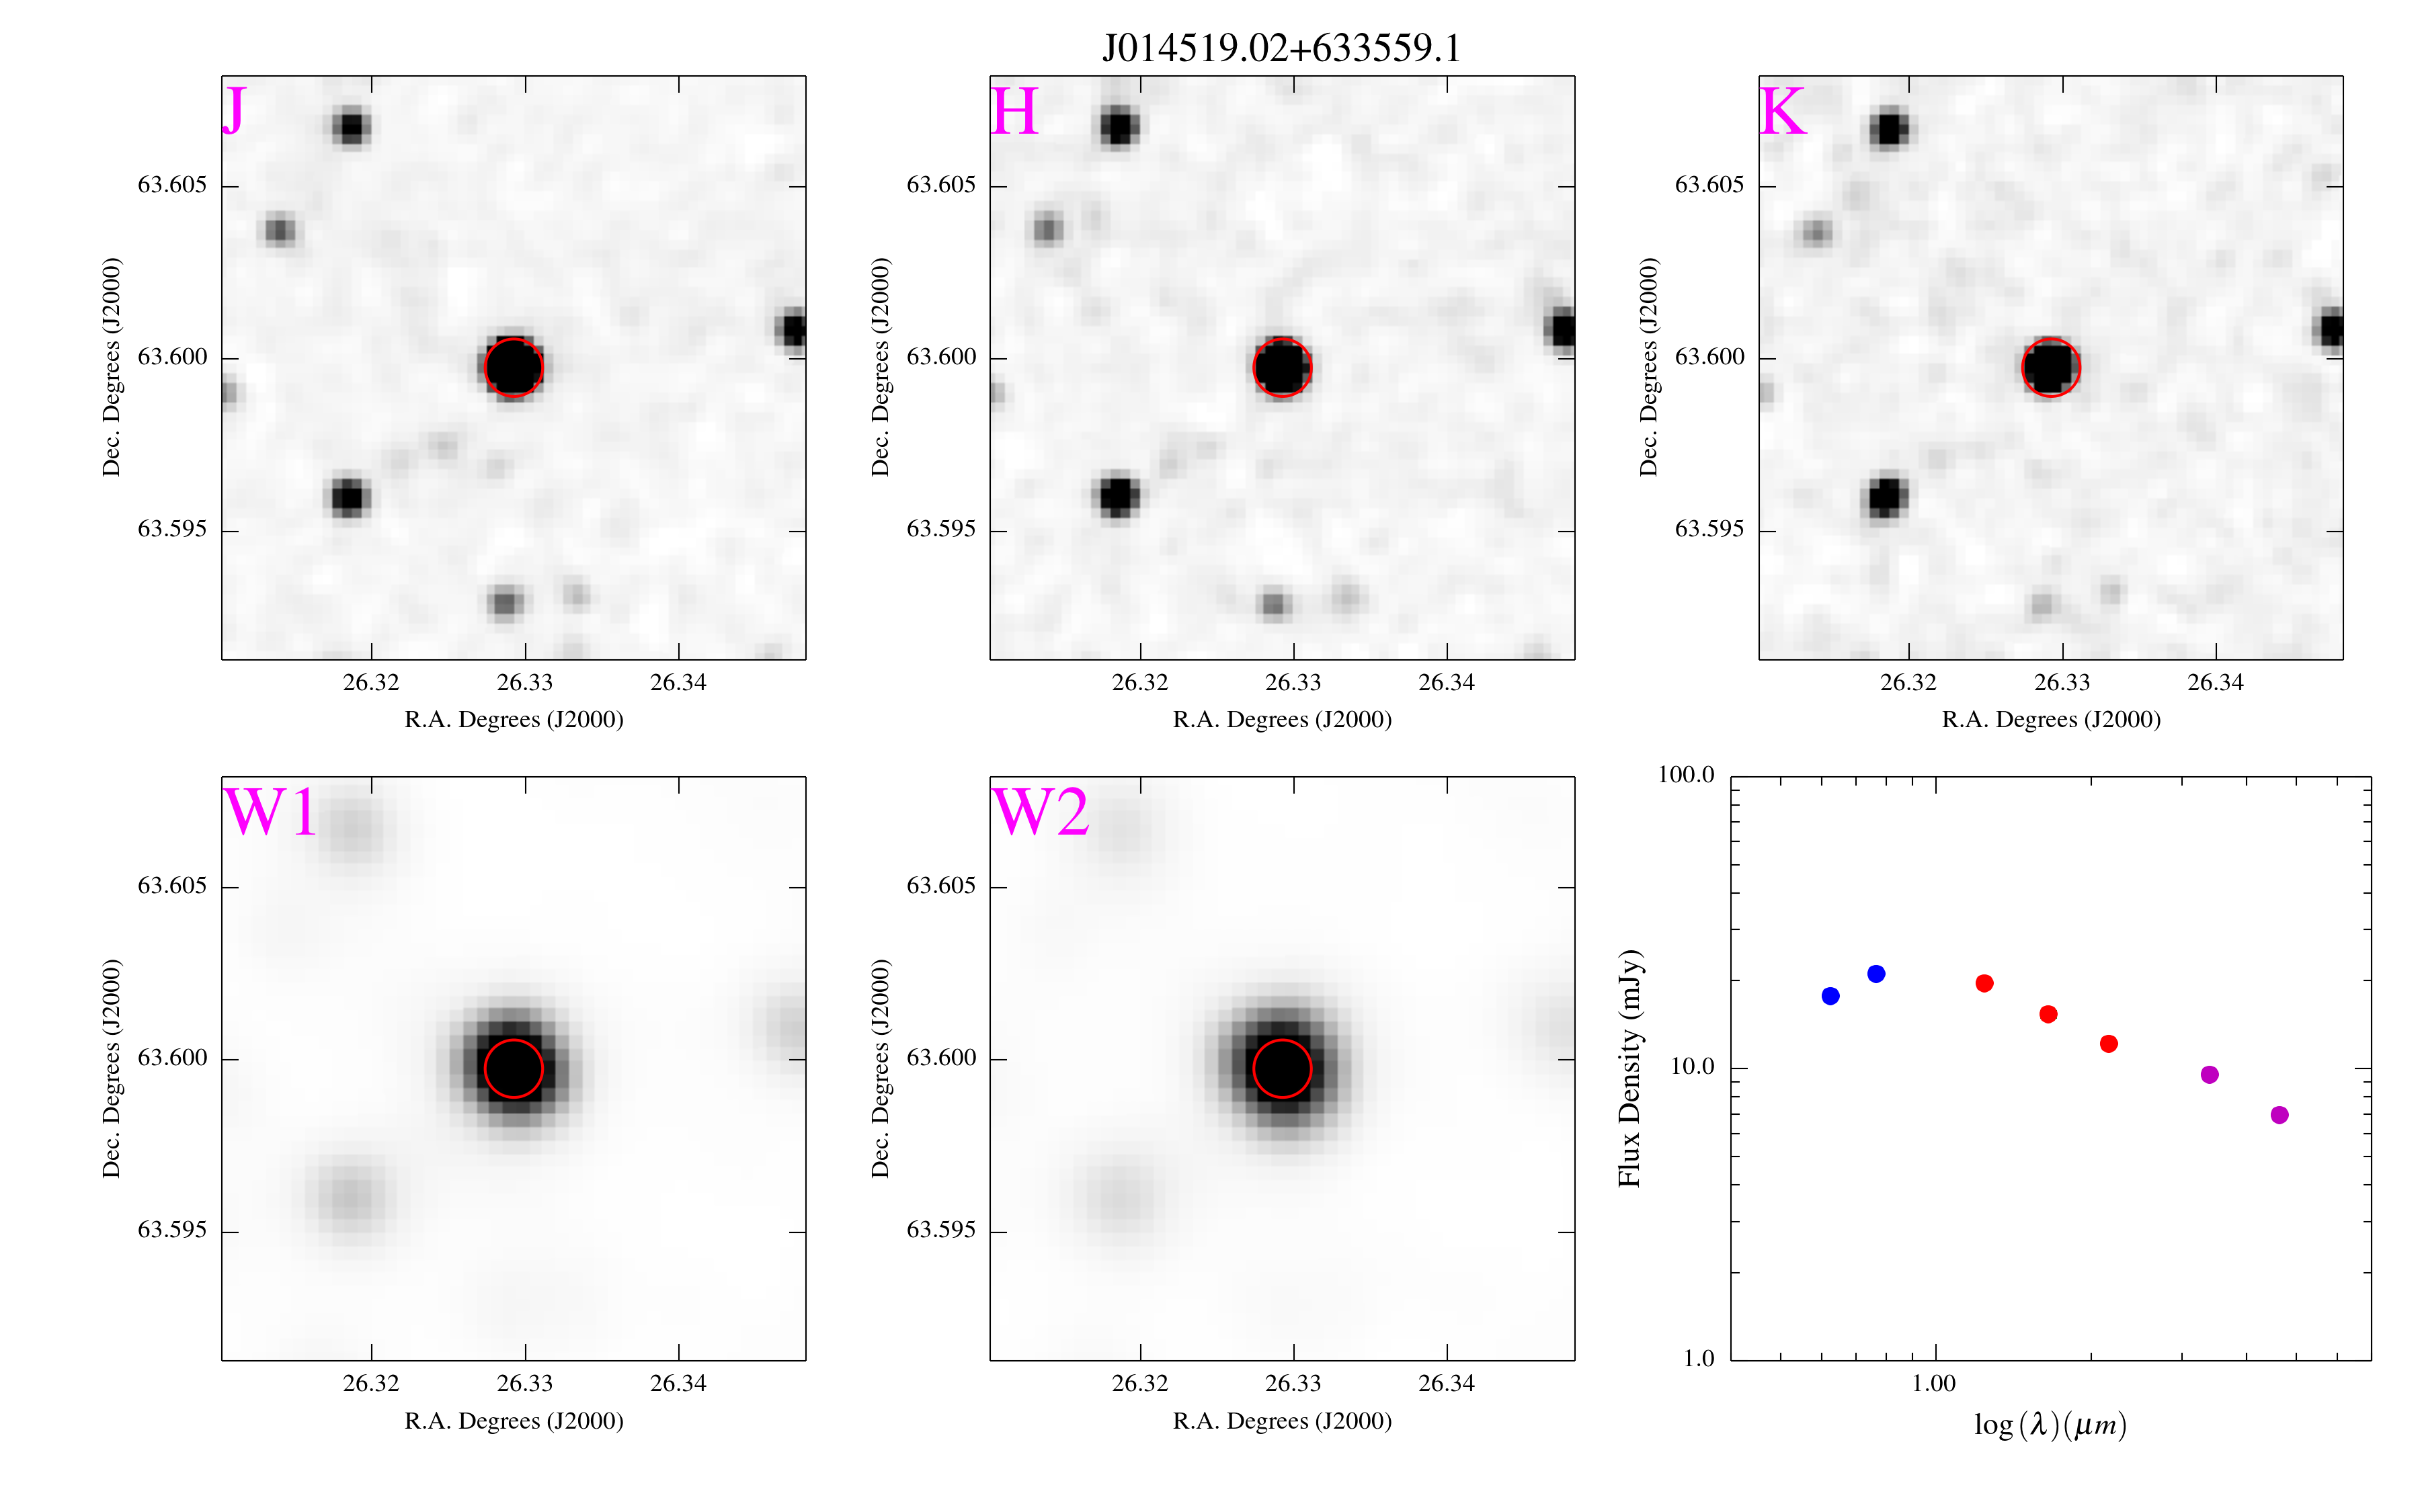 J014519.02+633559.1
J
63.605
63.600
63.595
Dec. Degrees (J2000)
26.32 26.33 26.34
R.A. Degrees (J2000)
H
63.605
63.600
63.595
Dec. Degrees (J2000)
26.32 26.33 26.34
R.A. Degrees (J2000)
K
63.605
63.600
63.595
Dec. Degrees (J2000)
26.32 26.33 26.34
R.A. Degrees (J2000)
W1
63.605
63.600
63.595
Dec. Degrees (J2000)
26.32 26.33 26.34
R.A. Degrees (J2000)
W2
63.605
63.600
63.595
Dec. Degrees (J2000)
26.32 26.33 26.34
R.A. Degrees (J2000)
100.0
10.0
1.0
Flux Density (mJy)
1.00
log(λ)(μm)